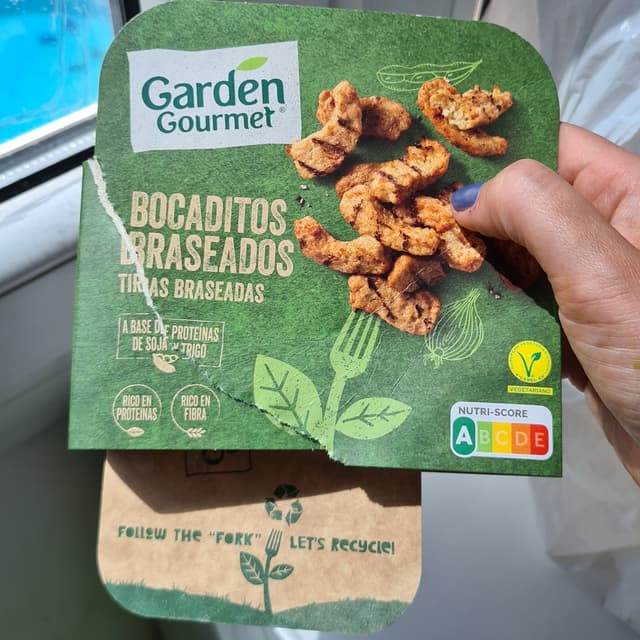 Garden
Gourmet®
BOCADITOS
BRASEADOS
TIRAS BRASEADAS
A BASE DE PROTEÍNAS
DE SOJA Y TRIGO
RICO EN
PROTEINAS
RICO EN
FIBRA
V
VEGETARIANO
NUTRI-SCORE
A B C D E
FOLLOW THE "FORK" LET'S RECYCLE!